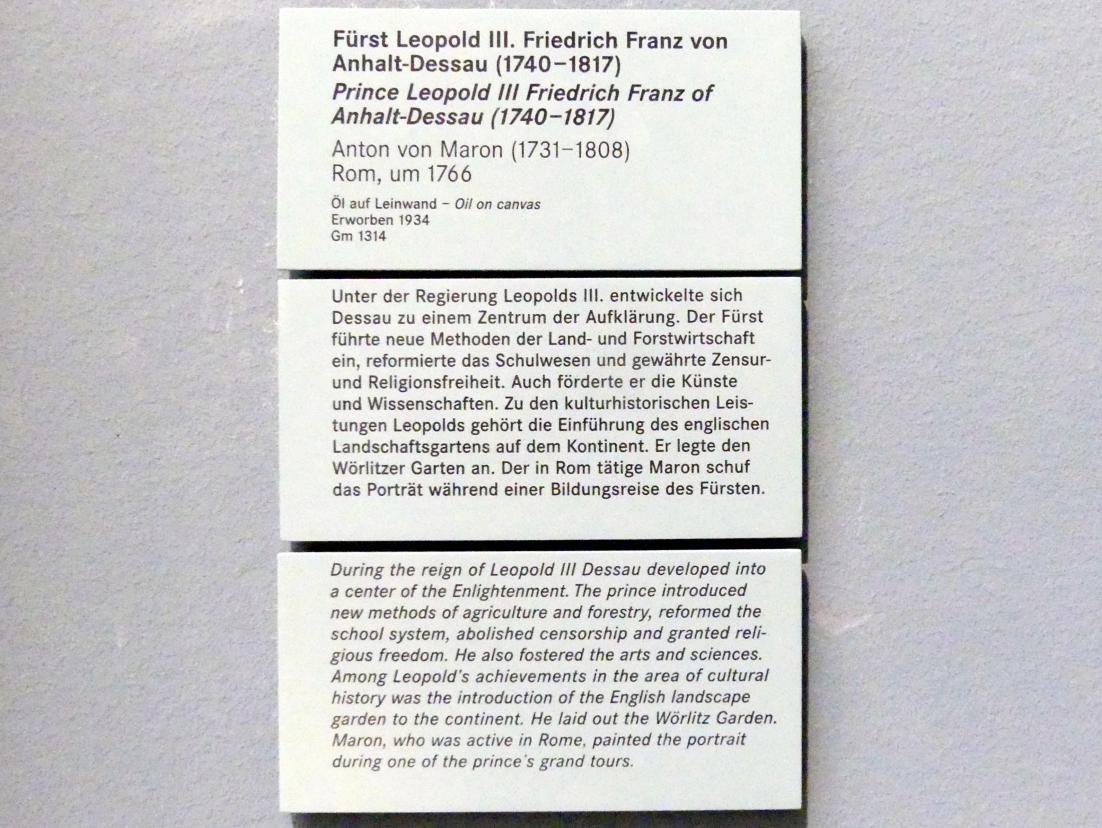 Fürst Leopold III. Friedrich Franz von
Anhalt-Dessau (1740–1817)
Prince Leopold III Friedrich Franz of
Anhalt-Dessau (1740–1817)
Anton von Maron (1731–1808)
Rom, um 1766
Öl auf Leinwand – Oil on canvas
Erworben 1934
Gm 1314
Unter der Regierung Leopolds III. entwickelte sich
Dessau zu einem Zentrum der Aufklärung. Der Fürst
führte neue Methoden der Land- und Forstwirtschaft
ein, reformierte das Schulwesen und gewährte Zensur-
und Religionsfreiheit. Auch förderte er die Künste
und Wissenschaften. Zu den kulturhistorischen Leis-
tungen Leopolds gehört die Einführung des englischen
Landschaftsgartens auf dem Kontinent. Er legte den
Wörlitzer Garten an. Der in Rom tätige Maron schuf
das Porträt während einer Bildungsreise des Fürsten.
During the reign of Leopold III Dessau developed into
a center of the Enlightenment. The prince introduced
new methods of agriculture and forestry, reformed the
school system, abolished censorship and granted reli-
gious freedom. He also fostered the arts and sciences.
Among Leopold's achievements in the area of cultural
history was the introduction of the English landscape
garden to the continent. He laid out the Wörlitz Garden.
Maron, who was active in Rome, painted the portrait
during one of the prince's grand tours.